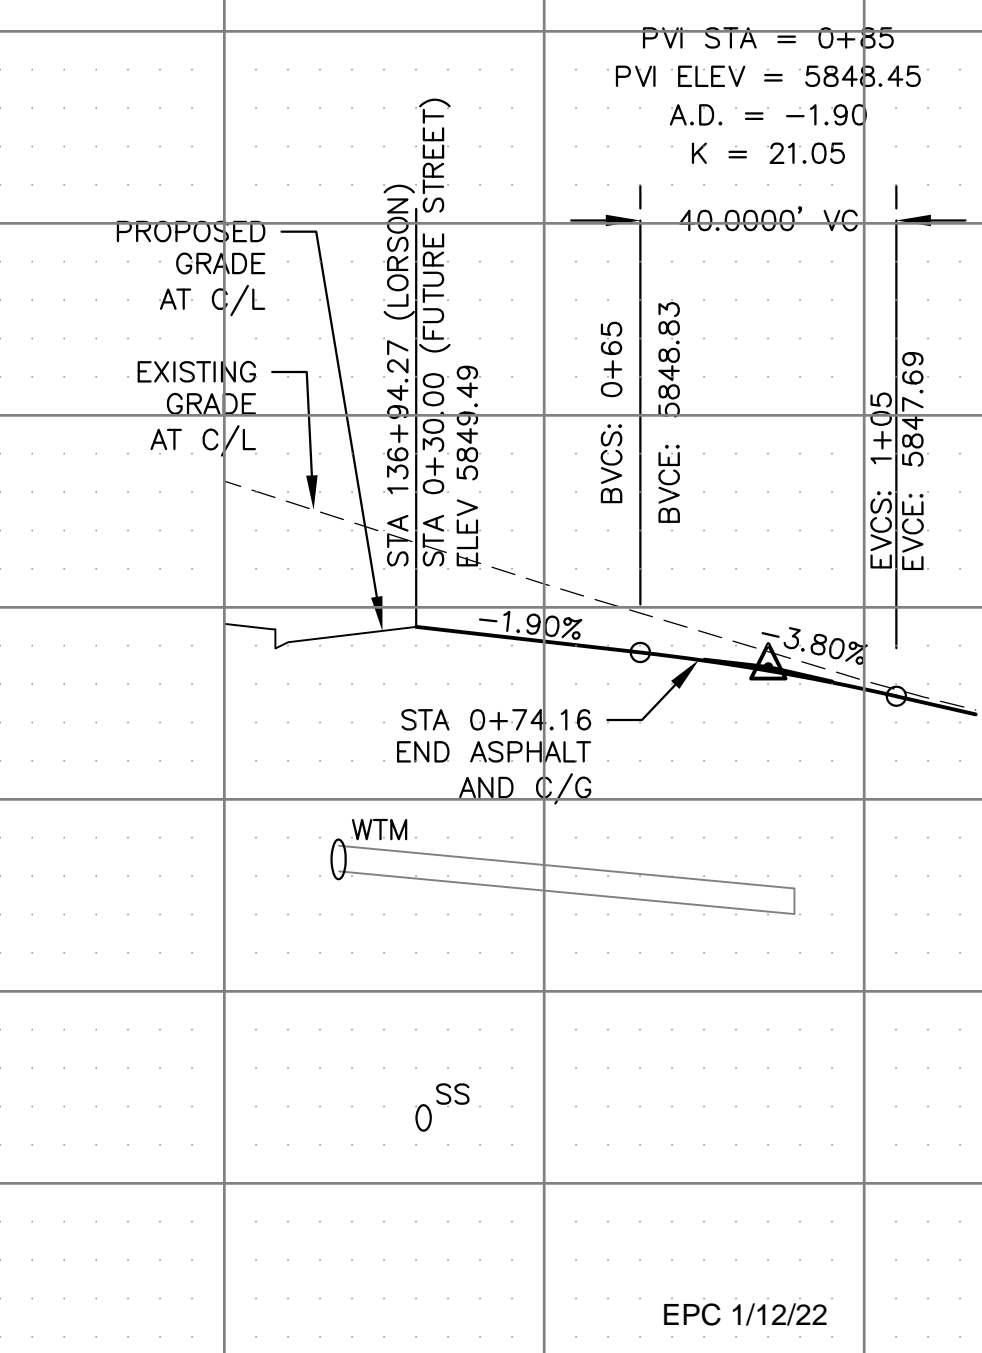 PVI STA = 0+85
PVI ELEV = 5848.45
A.D. = -1.90
K = 21.05
40.0000' VC
PROPOSED
GRADE
AT C/L
EXISTING
GRADE
AT C/L
STA 136+94.27 (LORSON)
STA 0+30.00 (FUTURE STREET)
ELEV 5849.49
BVCS: 0+65
BVCE: 5848.83
EVCS: 1+05
EVCE: 5847.69
-1.90%
-3.80%
STA 0+74.16
END ASPHALT
AND C/G
WTM
SS
EPC 1/12/22